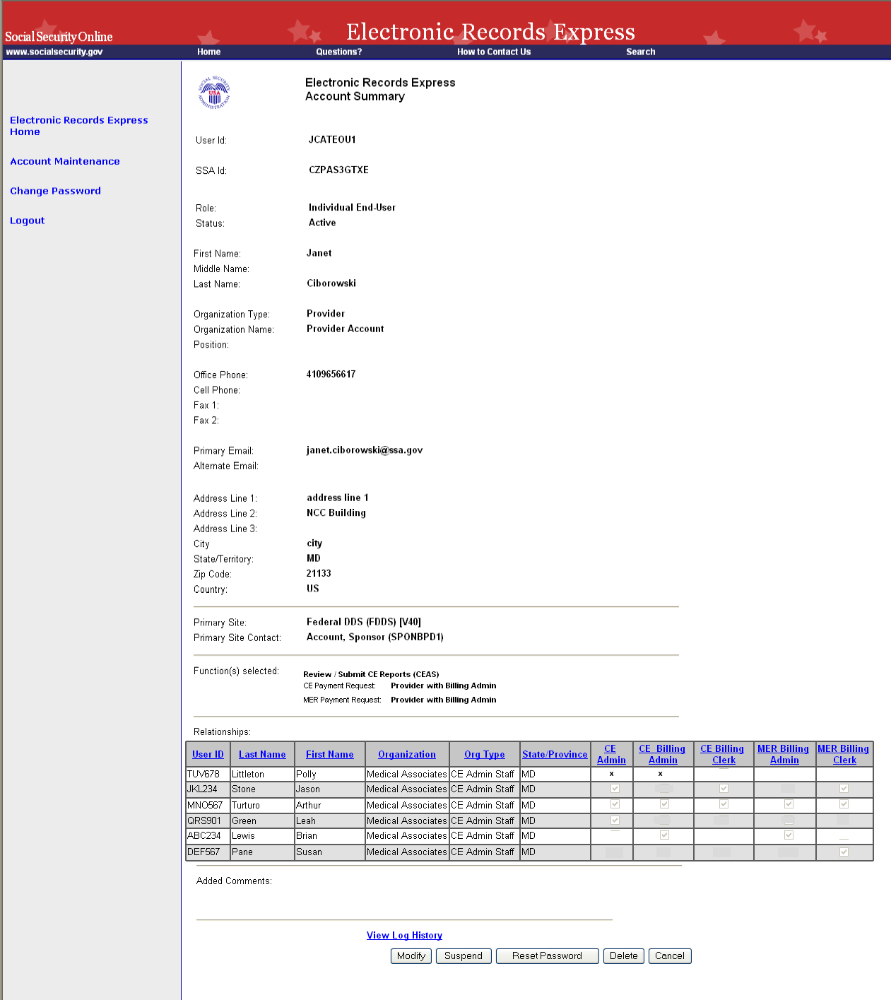 Social Security Online
Electronic Records Express
www.socialsecurity.gov Home Questions? How to Contact Us Search
SOCIAL SECURITY ADMINISTRATION
USA
Electronic Records Express
Account Summary
Electronic Records Express
Home
Account Maintenance
Change Password
Logout
User Id: JCATEOU1
SSA Id: CZPAS3GTXE
Role: Individual End-User
Status: Active
First Name: Janet
Middle Name:
Last Name: Ciborowski
Organization Type: Provider
Organization Name: Provider Account
Position:
Office Phone: 4109656617
Cell Phone:
Fax 1:
Fax 2:
Primary Email: janet.ciborowski@ssa.gov
Alternate Email:
Address Line 1: address line 1
Address Line 2: NCC Building
Address Line 3:
City city
State/Territory: MD
Zip Code: 21133
Country: US
Primary Site: Federal DDS (FDDS) [V40]
Primary Site Contact: Account, Sponsor (SPONBPD1)
Function(s) selected: Review / Submit CE Reports (CEAS)
CE Payment Request: Provider with Billing Admin
MER Payment Request: Provider with Billing Admin
Relationships:
User ID Last Name First Name Organization Org Type State/Province CE Admin CE Billing Admin CE Billing Clerk MER Billing Admin MER Billing Clerk
TUV678 Littleton Polly Medical Associates CE Admin Staff MD x x
JKL234 Stone Jason Medical Associates CE Admin Staff MD
MNO567 Turturo Arthur Medical Associates CE Admin Staff MD
QRS901 Green Leah Medical Associates CE Admin Staff MD
ABC234 Lewis Brian Medical Associates CE Admin Staff MD
DEF567 Pane Susan Medical Associates CE Admin Staff MD
Added Comments:
View Log History
Modify Suspend Reset Password Delete Cancel